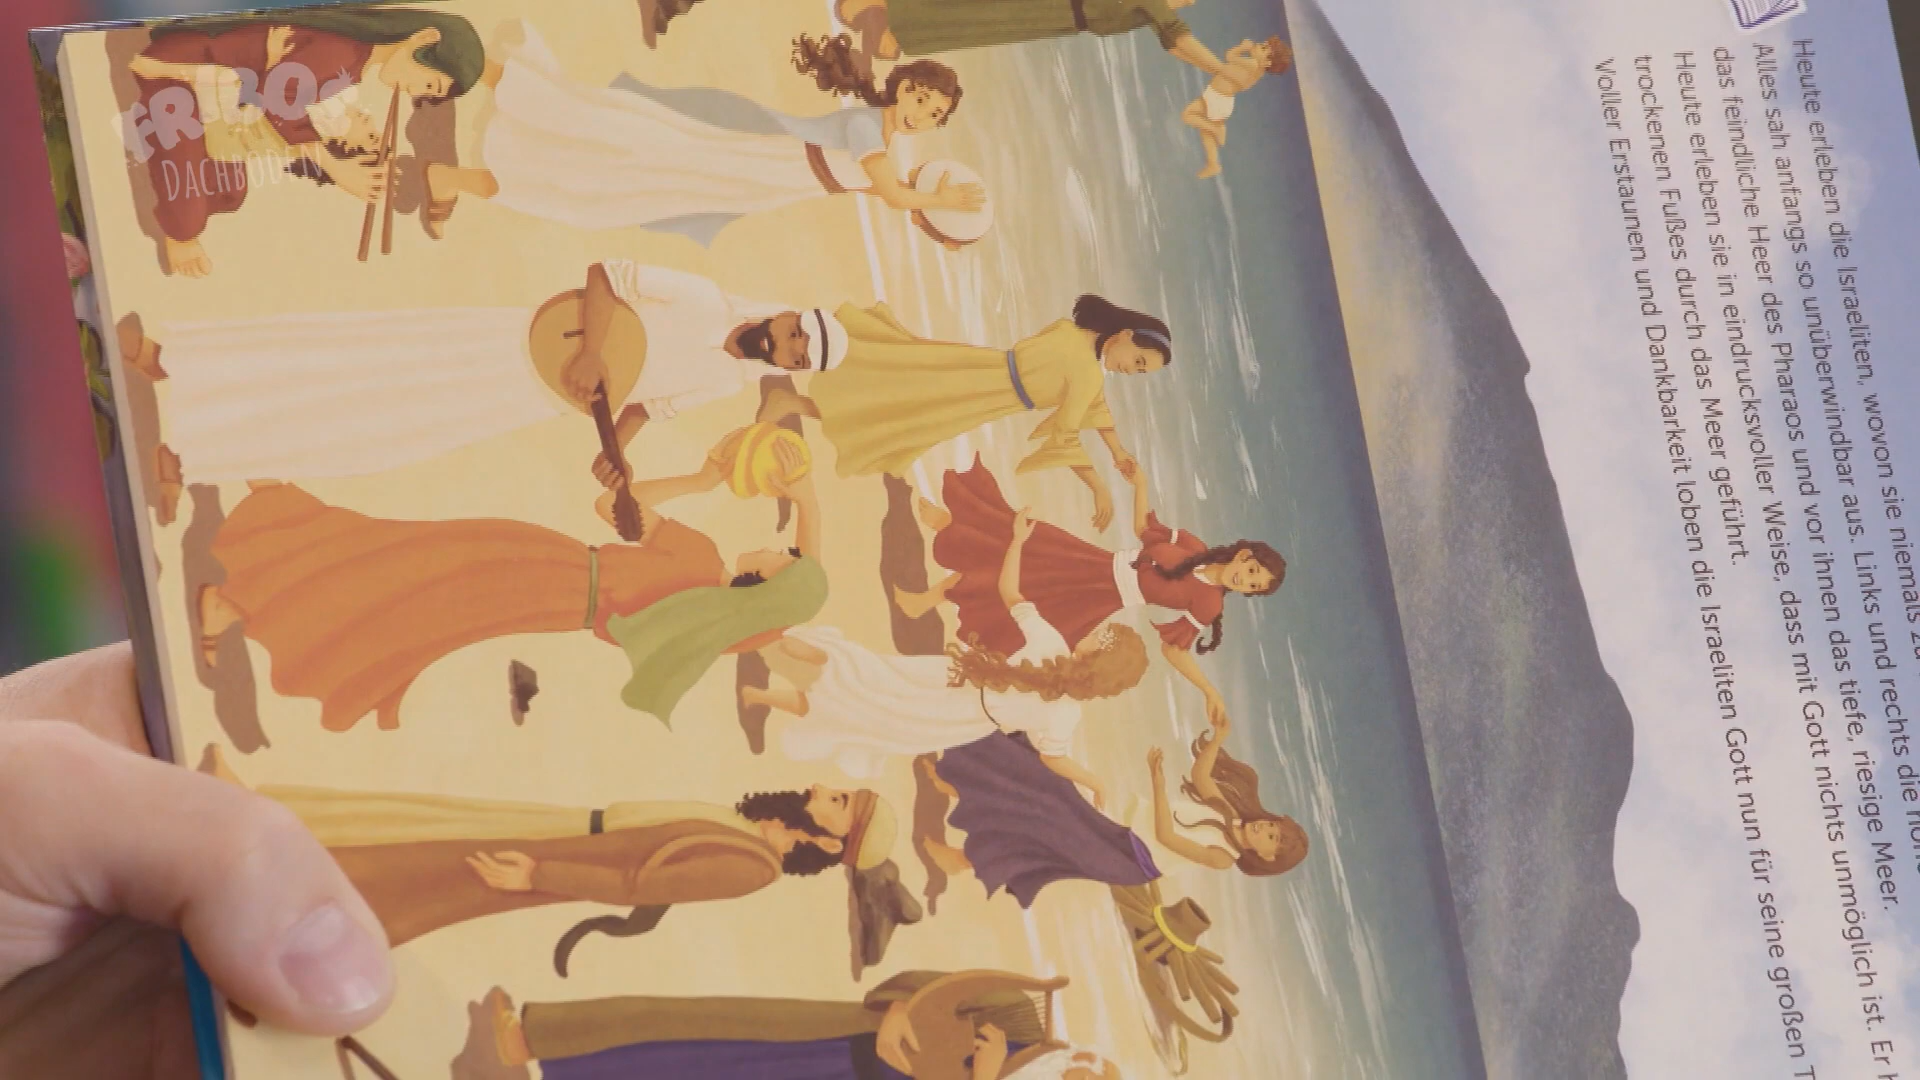 FRIBOs
DACHBODEN
Heute erleben die Israeliten, wovon sie niemals
Alles sah anfangs so unüberwindbar aus. Links und rechts die
das feindliche Heer des Pharaos und vor ihnen das tiefe, riesige Meer.
Heute erleben sie in eindrucksvoller Weise, dass mit Gott nichts unmöglich ist. Er
trockenen Fußes durch das Meer geführt.
Voller Erstaunen und Dankbarkeit loben die Israeliten Gott nun für seine großen T